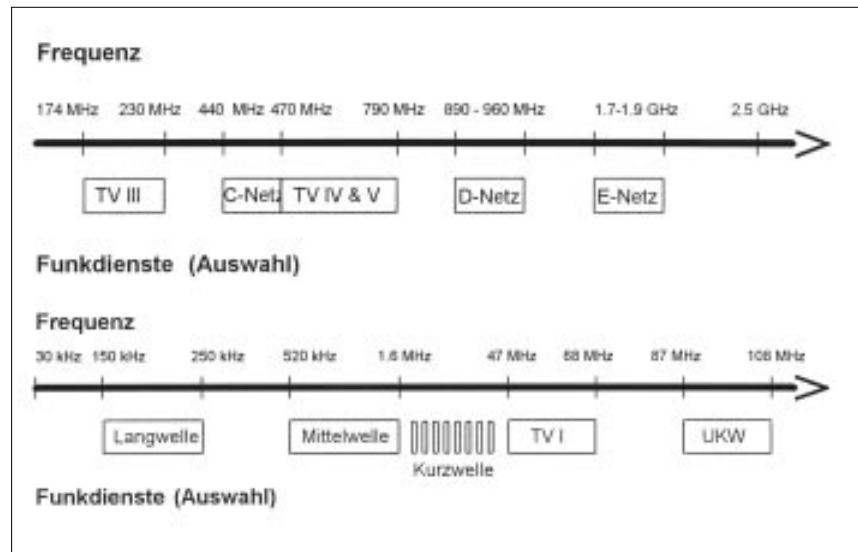 Frequenz
174 MHz 230 MHz 440 MHz 470 MHz 790 MHz 890 - 960 MHz 1.7-1.9 GHz 2.5 GHz
TV III C-Netz TV IV & V D-Netz E-Netz
Funkdienste (Auswahl)
Frequenz
30 kHz 150 kHz 250 kHz 520 kHz 1.6 MHz 47 MHz 68 MHz 87 MHz 108 MHz
Langwelle Mittelwelle TV I UKW
Kurzwelle
Funkdienste (Auswahl)